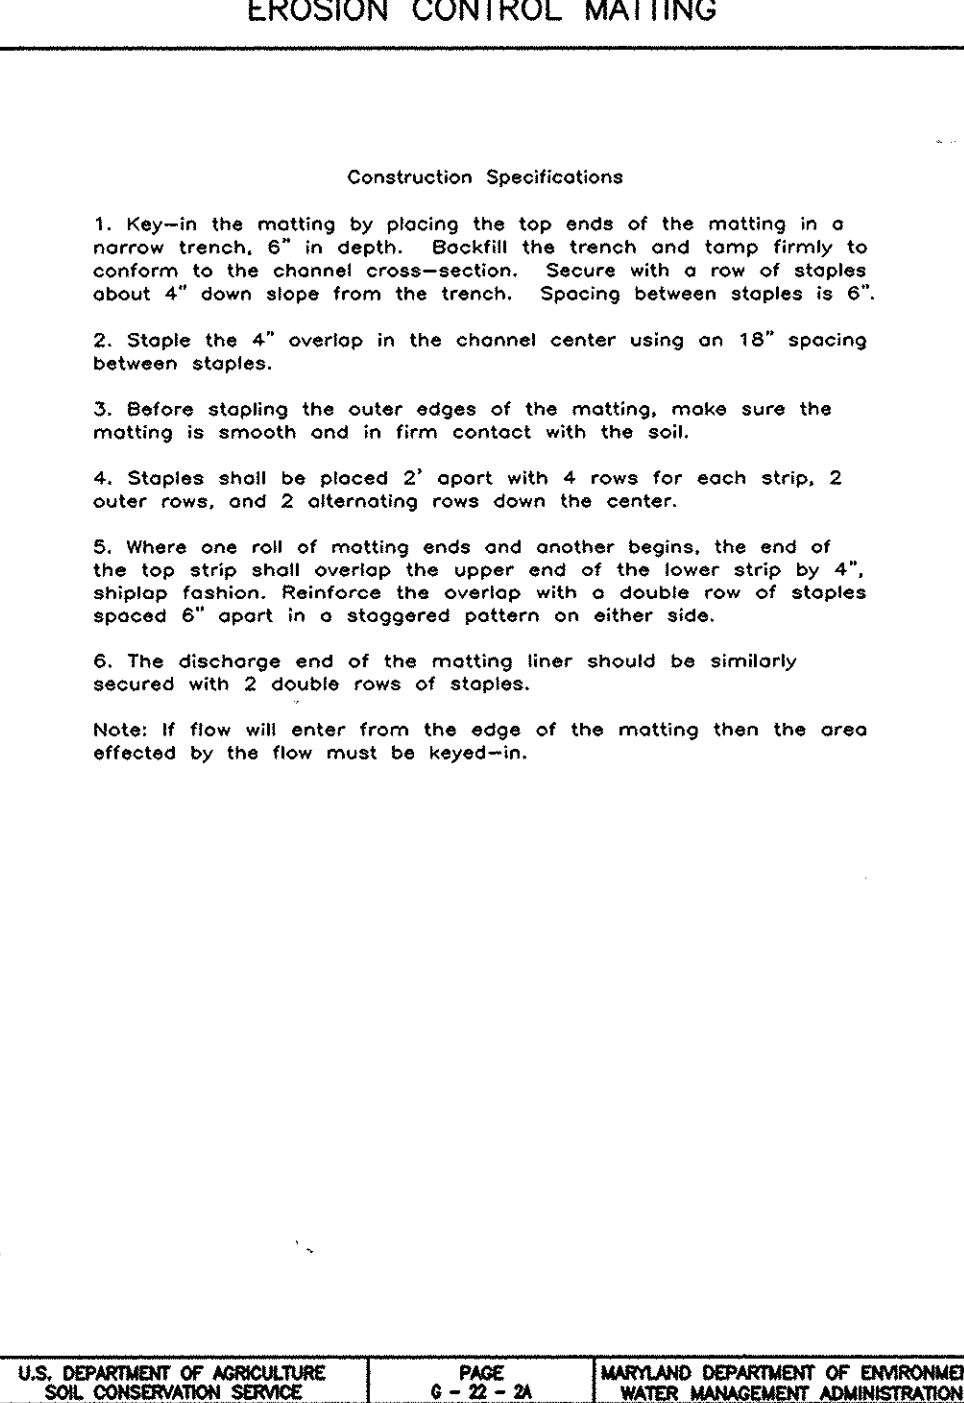 EROSION CONTROL MATTING
Construction Specifications
1. Key-in the matting by placing the top ends of the matting in a
narrow trench, 6" in depth. Backfill the trench and tamp firmly to
conform to the channel cross-section. Secure with a row of staples
about 4" down slope from the trench. Spacing between staples is 6".
2. Staple the 4" overlap in the channel center using an 18" spacing
between staples.
3. Before stapling the outer edges of the matting, make sure the
matting is smooth and in firm contact with the soil.
4. Staples shall be placed 2' apart with 4 rows for each strip, 2
outer rows, and 2 alternating rows down the center.
5. Where one roll of matting ends and another begins, the end of
the top strip shall overlap the upper end of the lower strip by 4",
shiplap fashion. Reinforce the overlap with a double row of staples
spaced 6" apart in a staggered pattern on either side.
6. The discharge end of the matting liner should be similarly
secured with 2 double rows of staples.
Note: If flow will enter from the edge of the matting then the area
effected by the flow must be keyed-in.
U.S. DEPARTMENT OF AGRICULTURE
SOIL CONSERVATION SERVICE
PAGE
G - 22 - 2A
MARYLAND DEPARTMENT OF ENVIRONME
WATER MANAGEMENT ADMINISTRATION